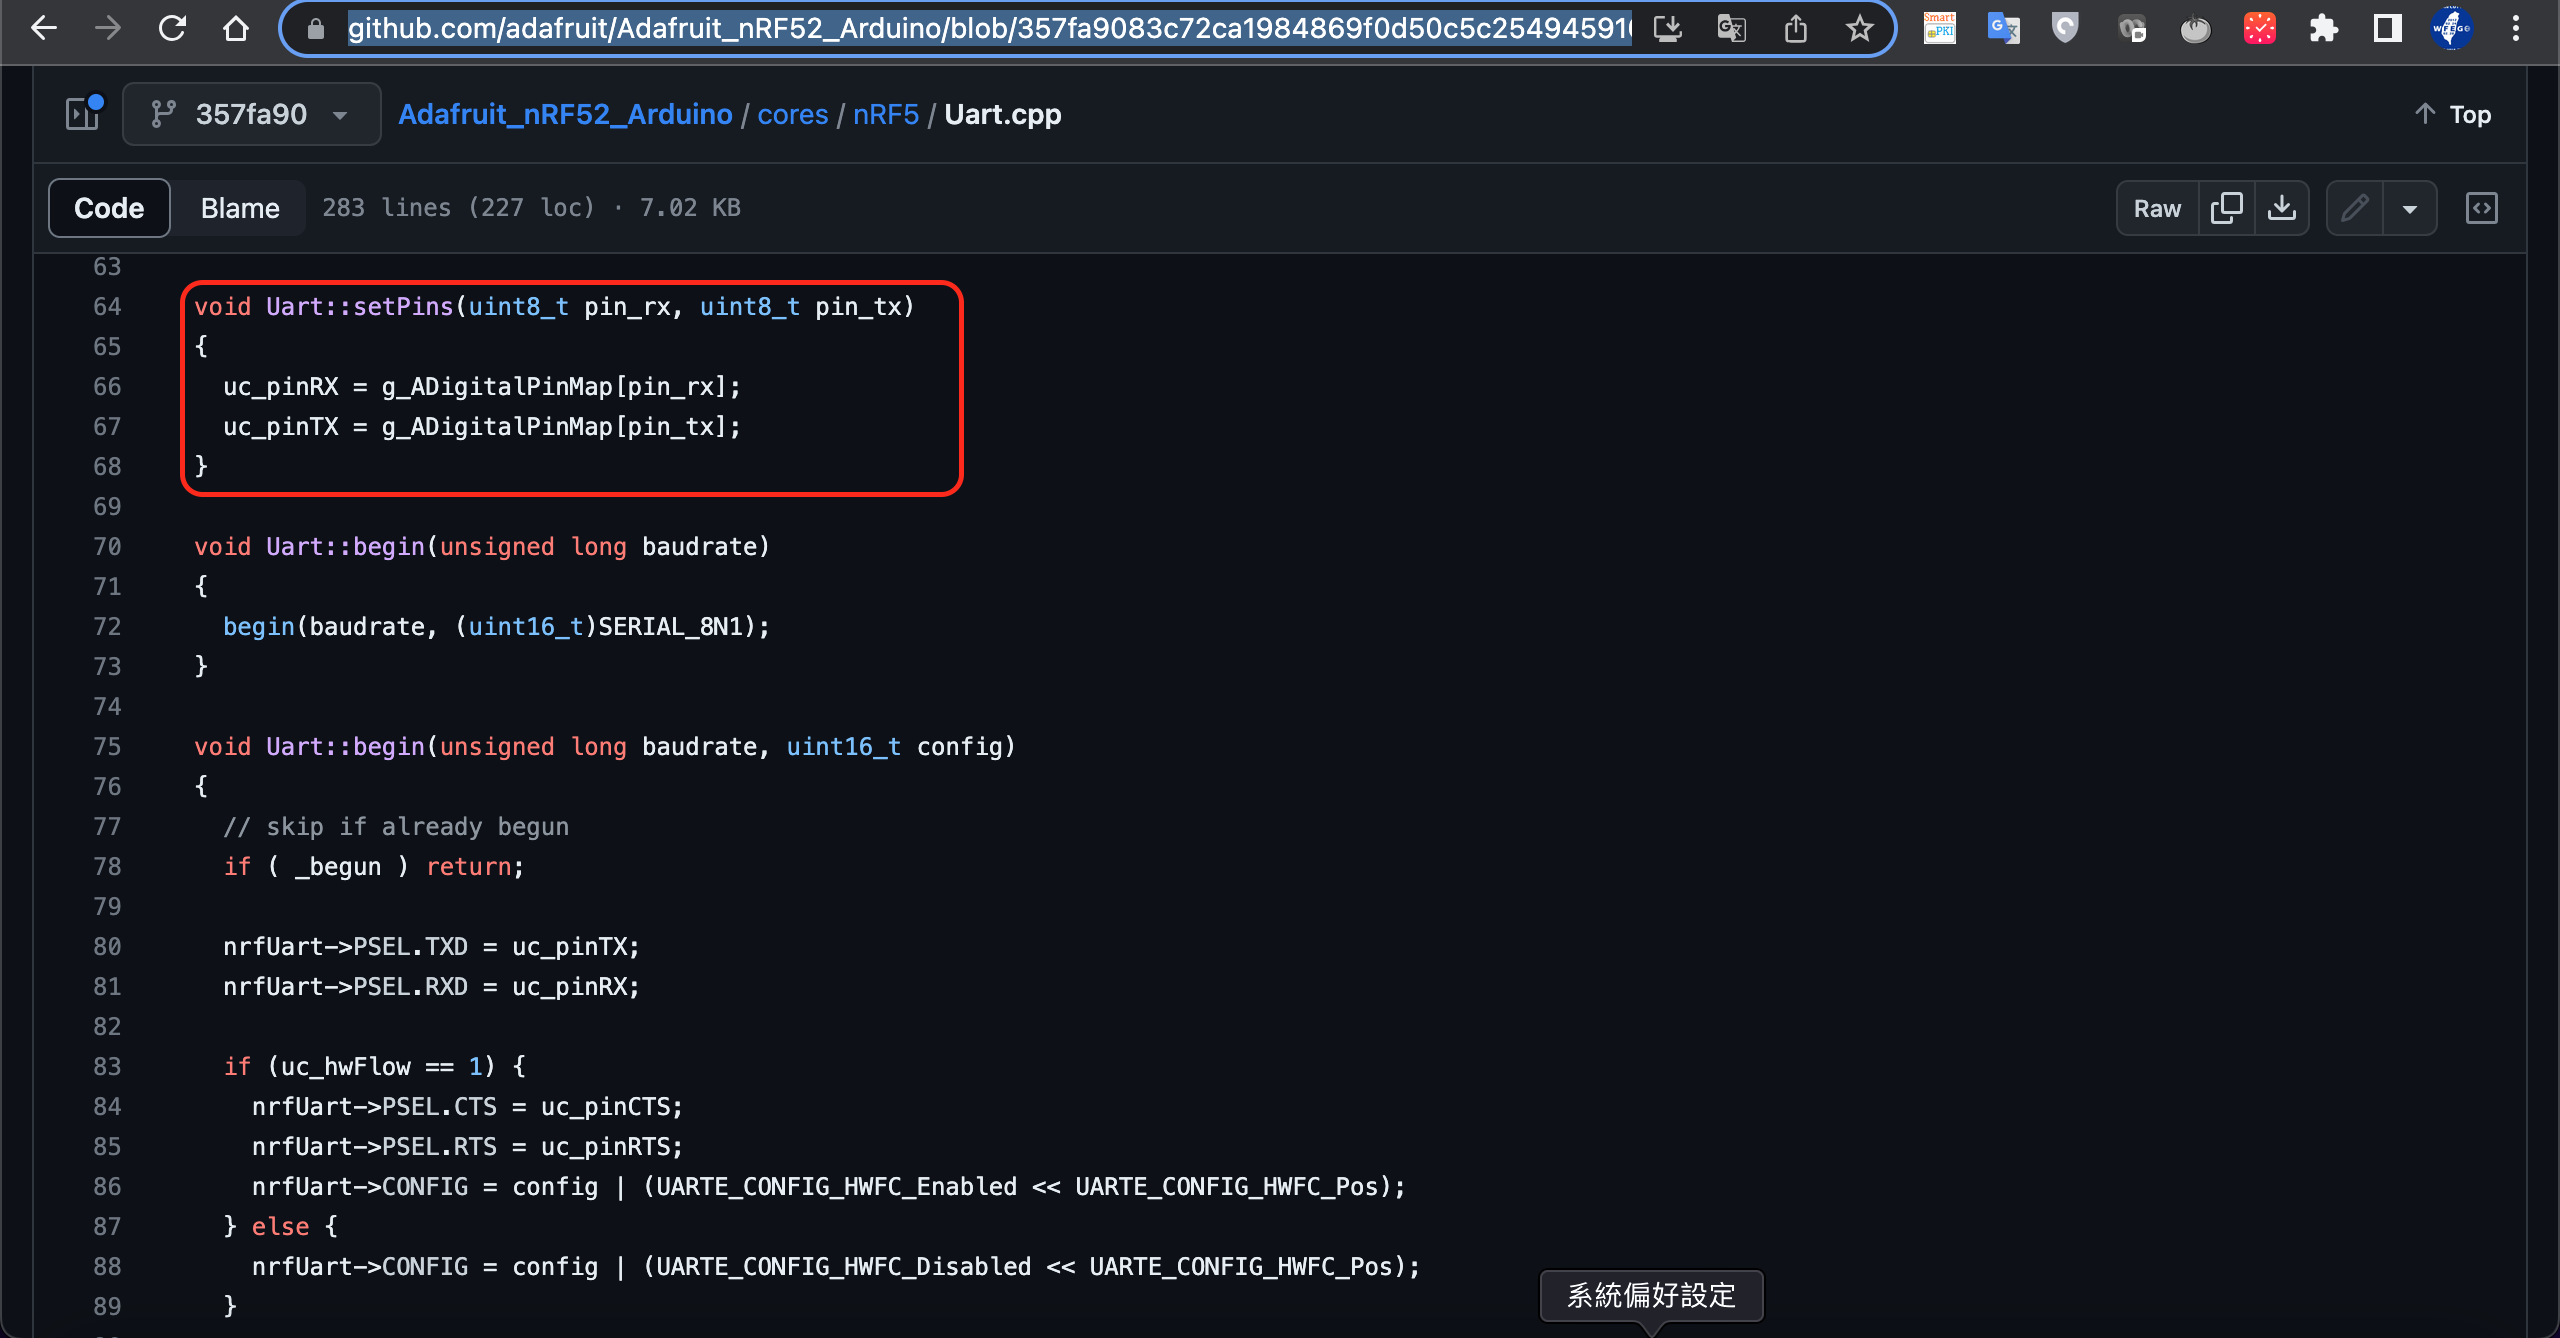 github.com/adafruit/Adafruit_nRF52_Arduino/blob/357fa9083c72ca1984869f0d50c5c25494591
Smart
PKI
WREGO
357fa90
Adafruit_nRF52_Arduino / cores / nRF5 / Uart.cpp
Top
Code
Blame
283 lines (227 loc) · 7.02 KB
Raw
63
64 void Uart::setPins(uint8_t pin_rx, uint8_t pin_tx)
65 {
66 uc_pinRX = g_ADigitalPinMap[pin_rx];
67 uc_pinTX = g_ADigitalPinMap[pin_tx];
68 }
69
70 void Uart::begin(unsigned long baudrate)
71 {
72 begin(baudrate, (uint16_t)SERIAL_8N1);
73 }
74
75 void Uart::begin(unsigned long baudrate, uint16_t config)
76 {
77 // skip if already begun
78 if ( _begun ) return;
79
80 nrfUart->PSEL.TXD = uc_pinTX;
81 nrfUart->PSEL.RXD = uc_pinRX;
82
83 if (uc_hwFlow == 1) {
84 nrfUart->PSEL.CTS = uc_pinCTS;
85 nrfUart->PSEL.RTS = uc_pinRTS;
86 nrfUart->CONFIG = config | (UARTE_CONFIG_HWFC_Enabled << UARTE_CONFIG_HWFC_Pos);
87 } else {
88 nrfUart->CONFIG = config | (UARTE_CONFIG_HWFC_Disabled << UARTE_CONFIG_HWFC_Pos);
89 }
系統偏好設定